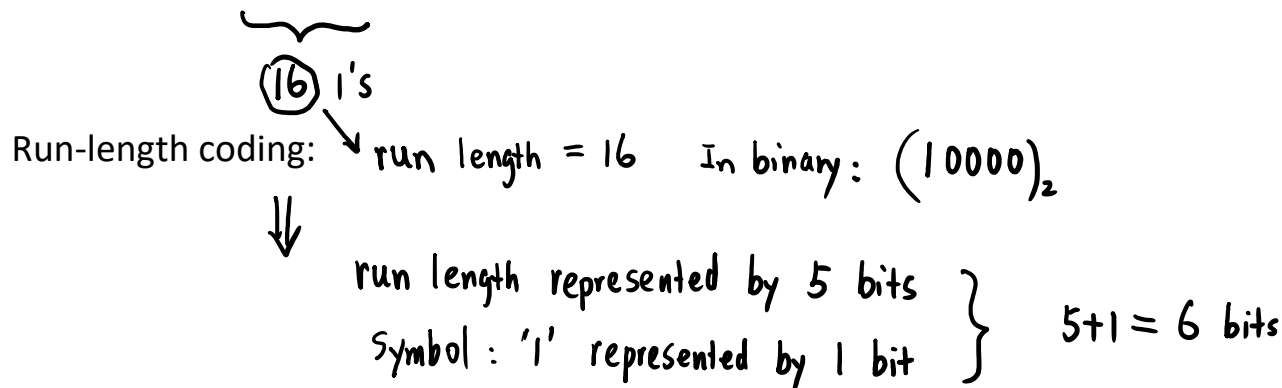 16 1's
Run-length coding: run length = 16 In binary: (10000)₂
run length represented by 5 bits
Symbol: '1' represented by 1 bit
5+1 = 6 bits